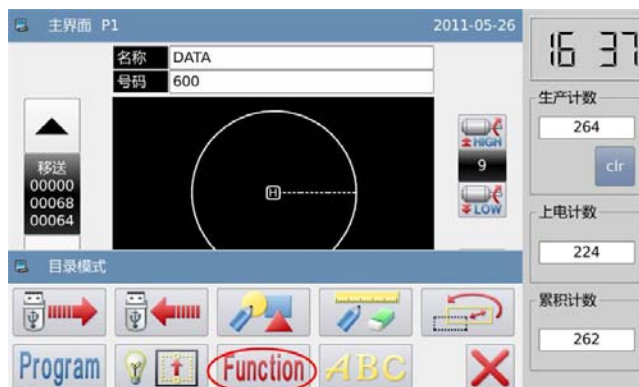 主界面 P1
2011-05-26
名称 DATA
号码 600
移送
00000
00068
00064
H
HIGH
9
LOW
目录模式
Program
Function
ABC
16 37
生产计数
264
clr
上电计数
224
累积计数
262